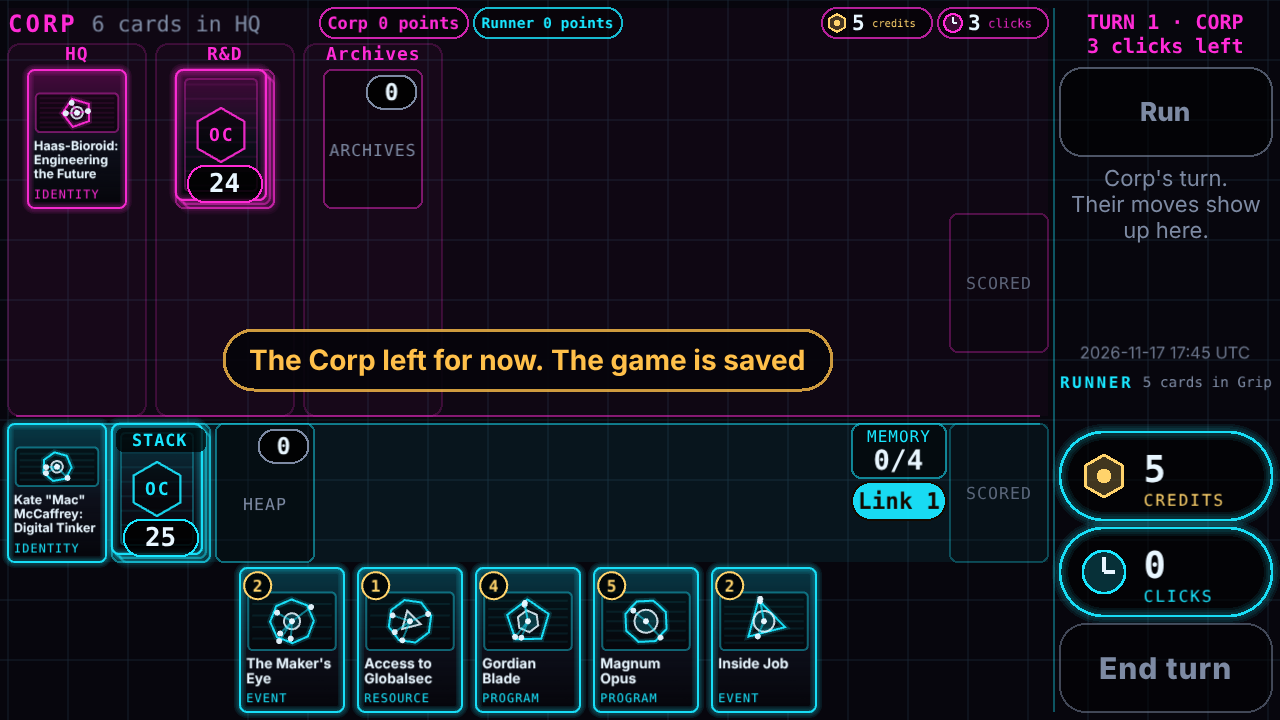 CORP 6 cards in HQ
Corp 0 points
Runner 0 points
5 credits
3 clicks
TURN 1 · CORP
3 clicks left
HQ
R&D
Archives
Haas-Bioroid:
Engineering
the Future
IDENTITY
OC
24
0
ARCHIVES
Run
Corp's turn.
Their moves show
up here.
SCORED
The Corp left for now. The game is saved
2026-11-17 17:45 UTC
RUNNER 5 cards in Grip
Kate "Mac"
McCaffrey:
Digital Tinker
IDENTITY
STACK
OC
25
0
HEAP
MEMORY
0/4
Link 1
SCORED
5
CREDITS
0
CLICKS
End turn
2
The Maker's
Eye
EVENT
1
Access to
Globalsec
RESOURCE
4
Gordian
Blade
PROGRAM
5
Magnum
Opus
PROGRAM
2
Inside Job
EVENT